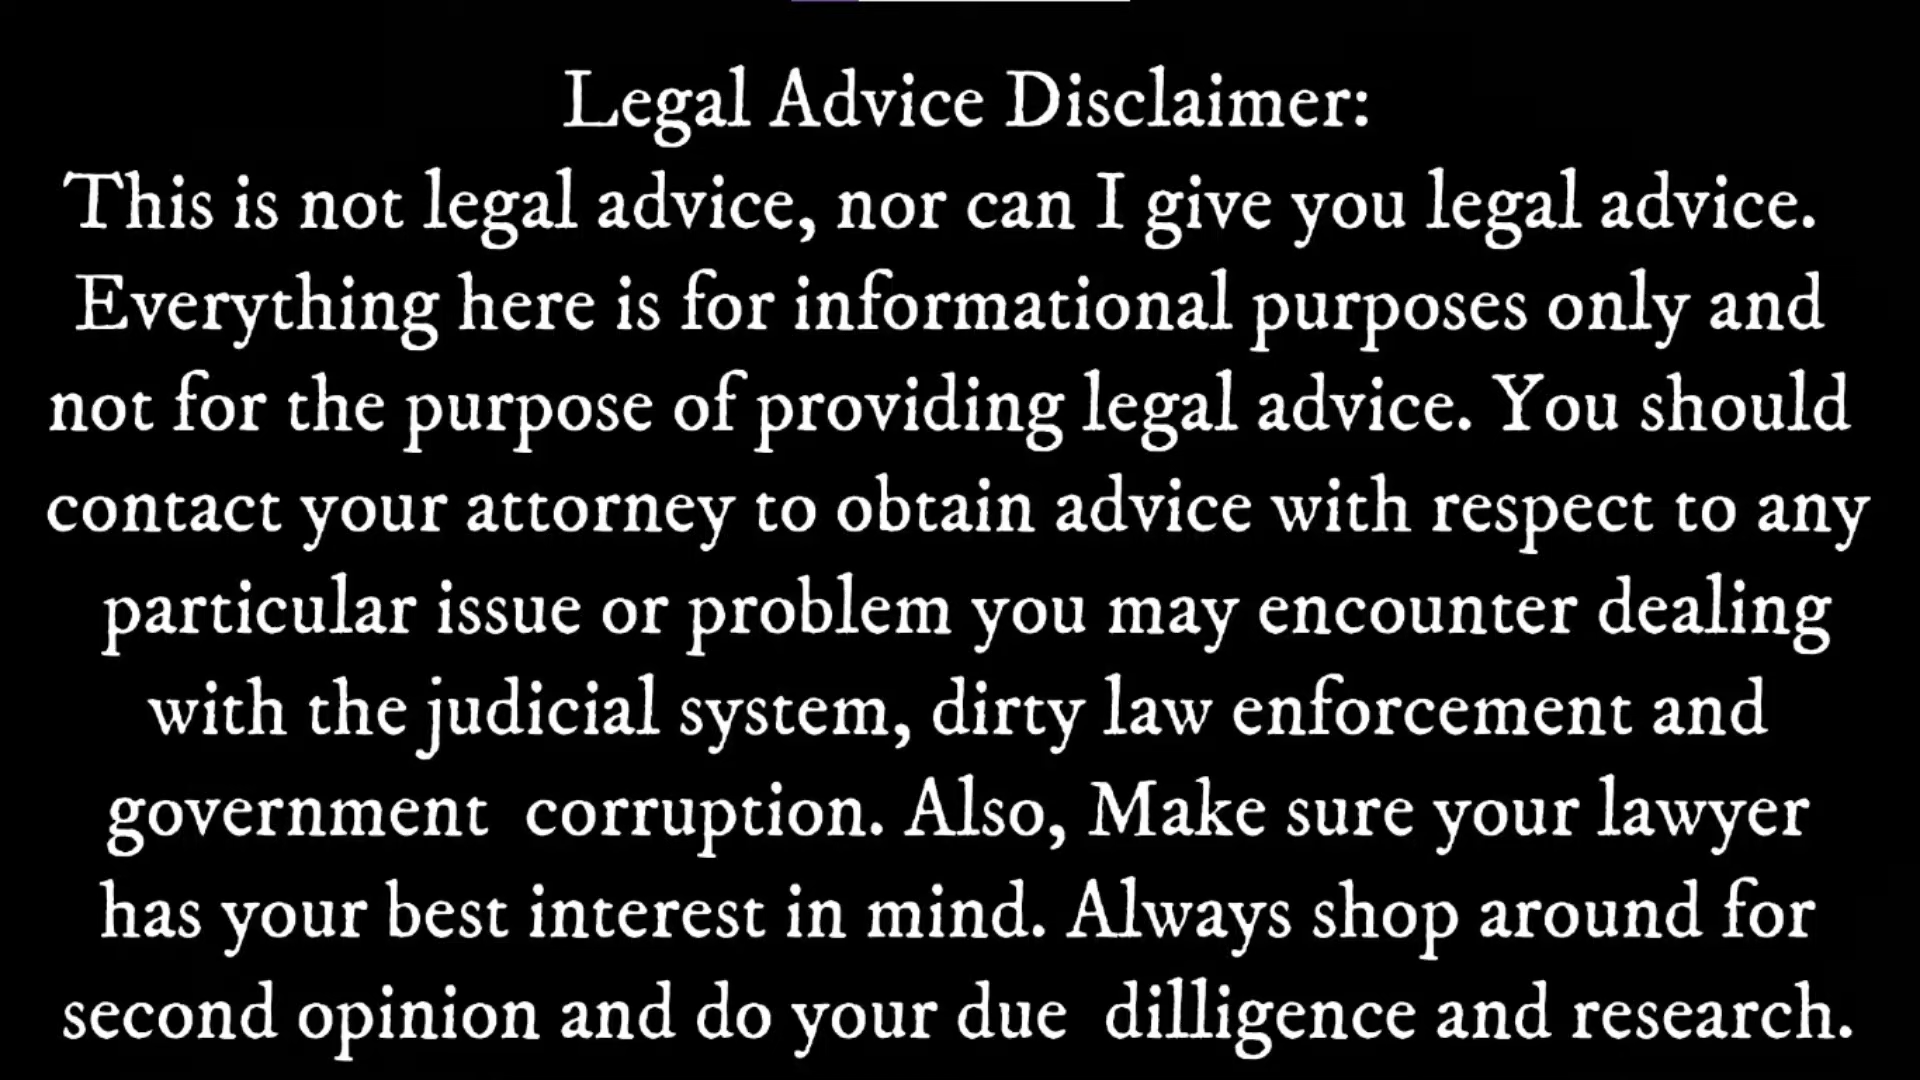 Legal Advice Disclaimer:
This is not legal advice, nor can I give you legal advice.
Everything here is for informational purposes only and
not for the purpose of providing legal advice. You should
contact your attorney to obtain advice with respect to any
particular issue or problem you may encounter dealing
with the judicial system, dirty law enforcement and
government  corruption. Also, Make sure your lawyer
has your best interest in mind. Always shop around for
second opinion and do your due  dilligence and research.